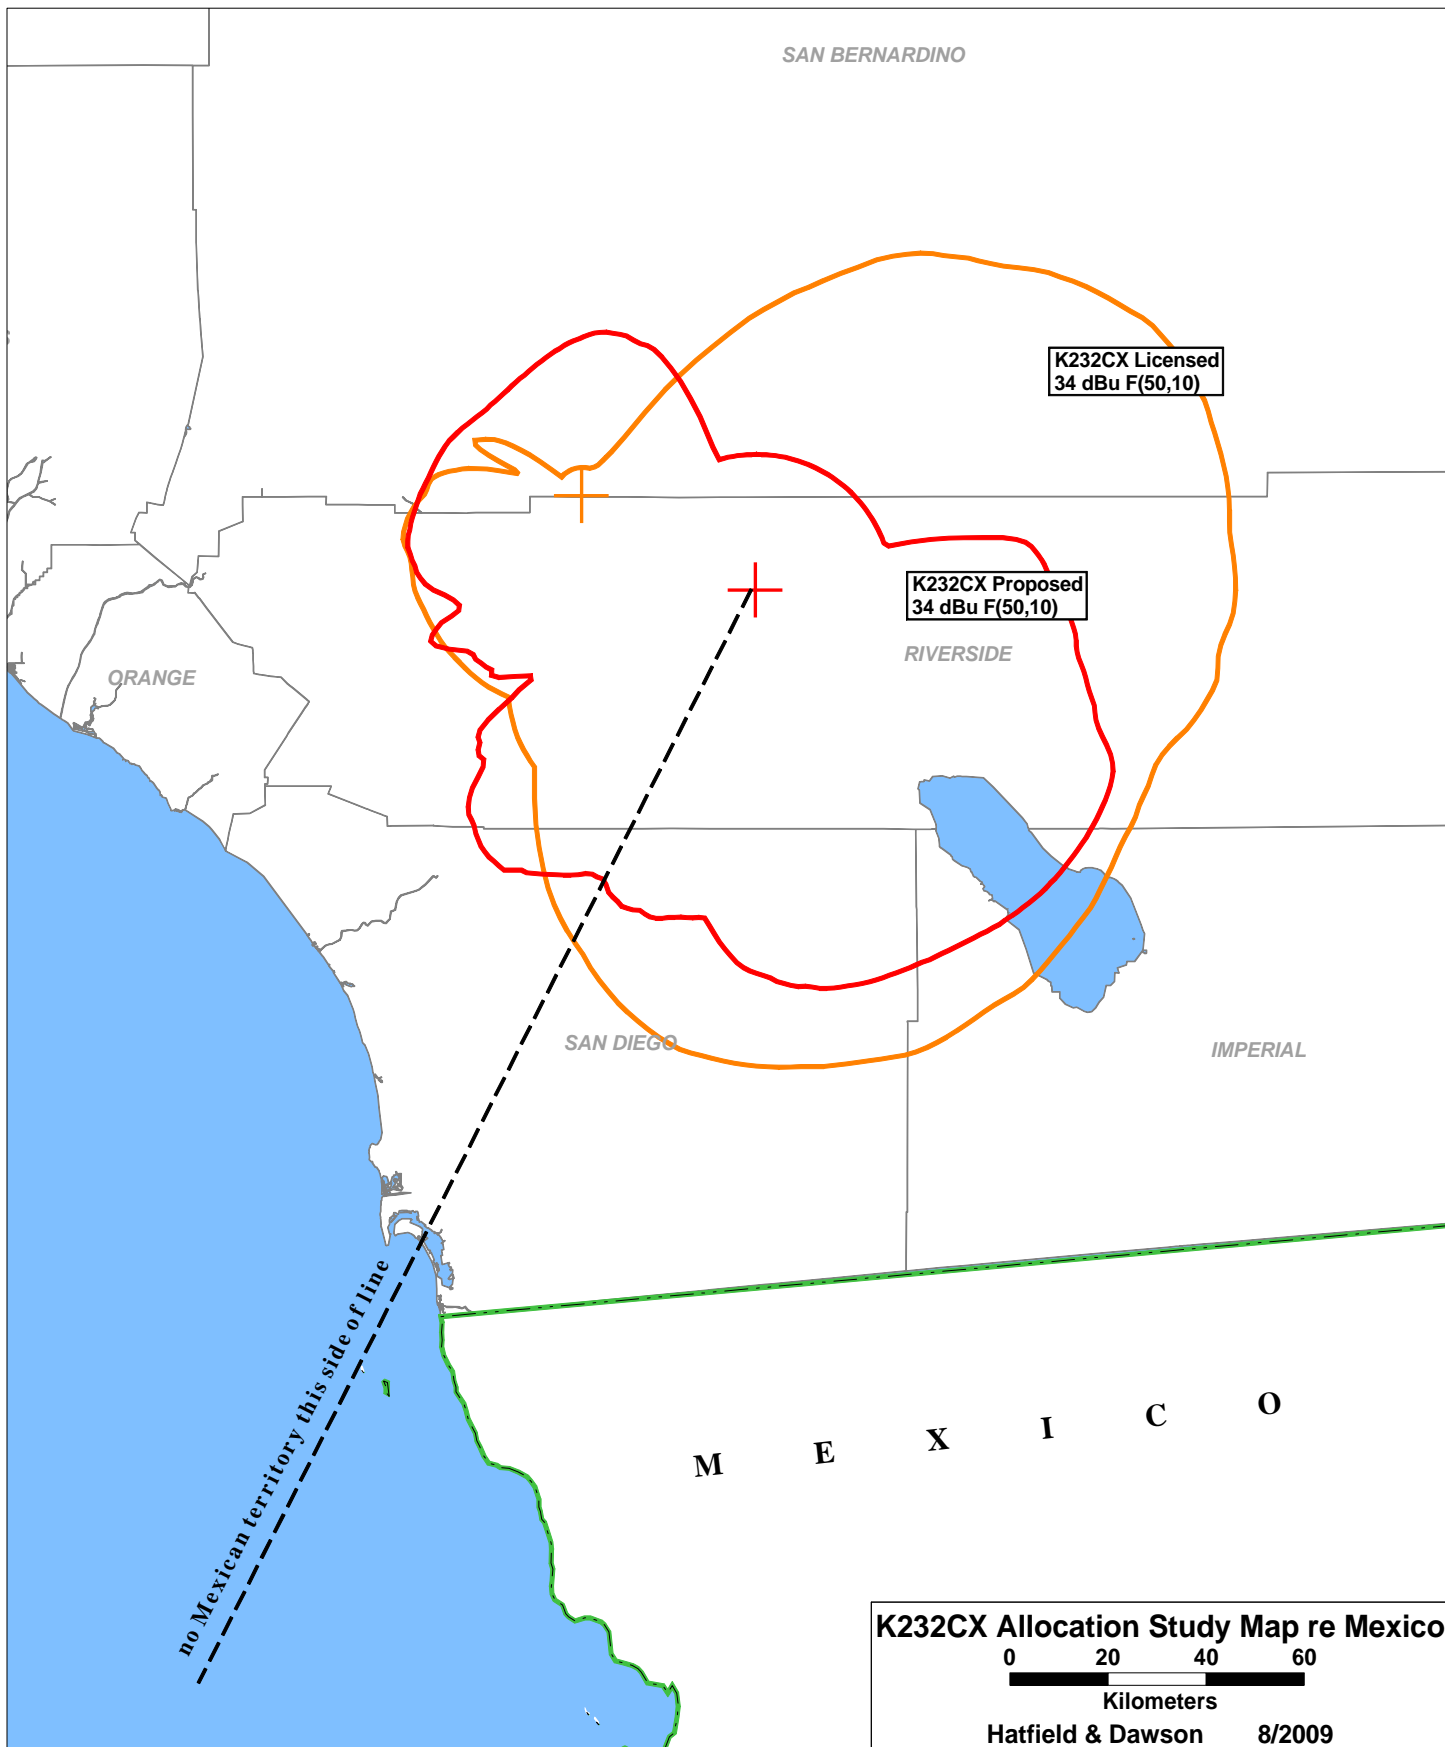 SAN BERNARDINO
K232CX Licensed
34 dBu F(50,10)
K232CX Proposed
34 dBu F(50,10)
RIVERSIDE
ORANGE
SAN DIEGO
IMPERIAL
no Mexican territory this side of line
M E X I C O
K232CX Allocation Study Map re Mexico
0 20 40 60
Kilometers
Hatfield & Dawson 8/2009